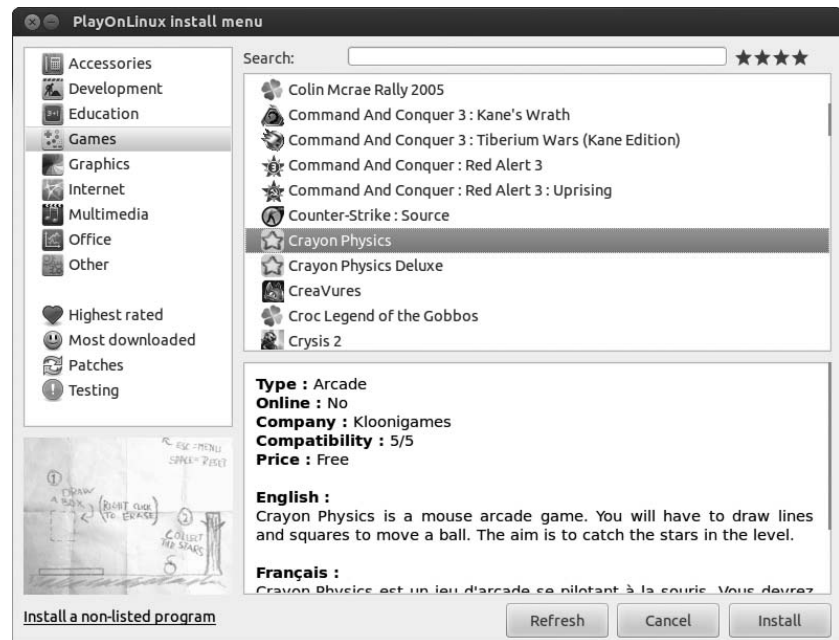 PlayOnLinux install menu
Accessories
Development
Education
Games
Graphics
Internet
Multimedia
Office
Other
Highest rated
Most downloaded
Patches
Testing
Search:
Colin Mcrae Rally 2005
Command And Conquer 3 : Kane's Wrath
Command And Conquer 3 : Tiberium Wars (Kane Edition)
Command And Conquer : Red Alert 3
Command And Conquer : Red Alert 3 : Uprising
Counter-Strike : Source
Crayon Physics
Crayon Physics Deluxe
CreaVures
Croc Legend of the Gobbos
Crysis 2
Type : Arcade
Online : No
Company : Kloonigames
Compatibility : 5/5
Price : Free
English :
Crayon Physics is a mouse arcade game. You will have to draw lines
and squares to move a ball. The aim is to catch the stars in the level.
Français :
Crayon Physics est un jeu d'arcade se pilotant à la souris. Vous devrez
ESC = MENU
SPACE = RESET
1
DRAW
A BOX
(RIGHT CLICK
TO ERASE)
2
COLLECT
THE STARS
Install a non-listed program
Refresh
Cancel
Install